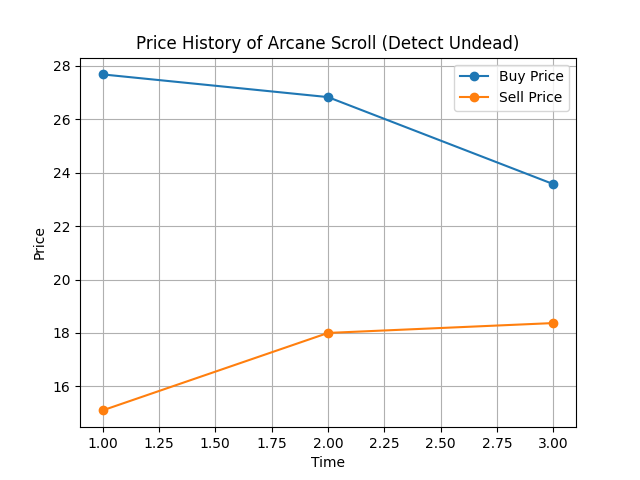 Price History of Arcane Scroll (Detect Undead)
Buy Price
Sell Price
28
26
24
22
20
18
16
Price
1.00 1.25 1.50 1.75 2.00 2.25 2.50 2.75 3.00
Time